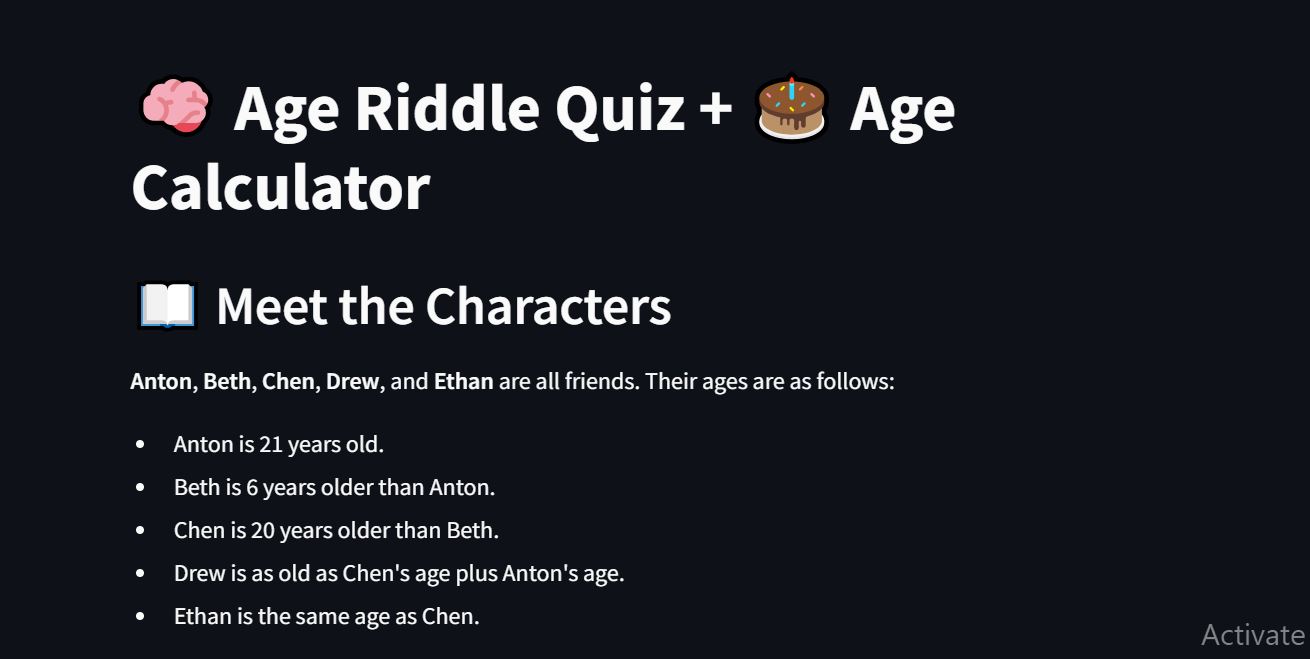 Age Riddle Quiz + Age
Calculator
Meet the Characters
Anton, Beth, Chen, Drew, and Ethan are all friends. Their ages are as follows:
• Anton is 21 years old.
• Beth is 6 years older than Anton.
• Chen is 20 years older than Beth.
• Drew is as old as Chen's age plus Anton's age.
• Ethan is the same age as Chen.
Activate